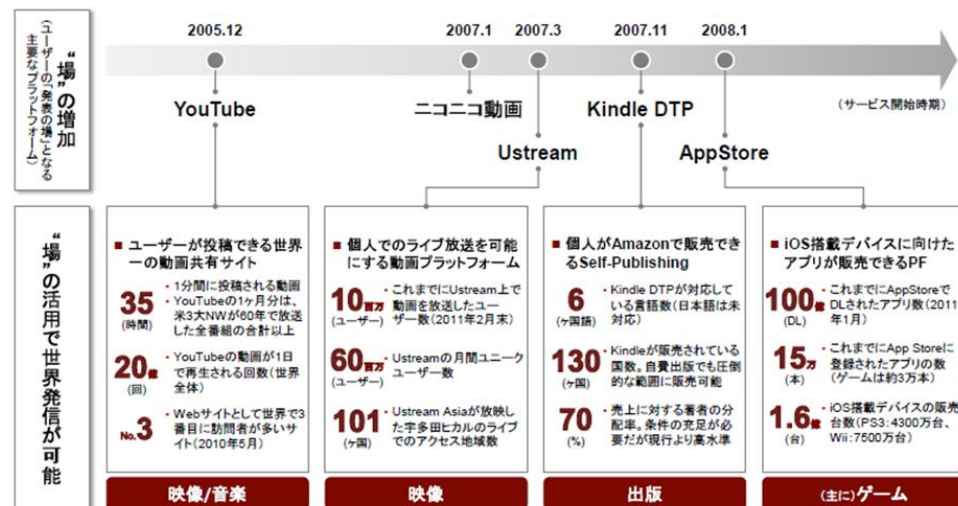 “場”の増加
(ユーザーの「発表の場」となる
主要なプラットフォーム)
2005.12
2007.1
2007.3
2007.11
2008.1
YouTube
ニコニコ動画
Ustream
Kindle DTP
AppStore
(サービス開始時期)
“場”の活用で世界発信が可能
■ ユーザーが投稿できる世界
一の動画共有サイト
35
(時間)
・1分間に投稿される動画
・YouTubeの1ヶ月分は、
米3大NWが60年で放送し
た全番組の合計以上
20億
(回)
・YouTubeの動画が1日
で再生される回数(世界
全体)
No.3
・Webサイトとして世界で3
番目に訪問者が多いサ
イト(2010年5月)
映像/音楽
■ 個人でのライブ放送を可能
にする動画プラットフォーム
10百万
(ユーザー)
・これまでにUstream上で
動画を放送したユー
ザー数(2011年2月末)
60百万
(ユーザー)
・Ustreamの月間ユニーク
ユーザー数
101
(ヶ国)
・Ustream Asiaが放映し
た宇多田ヒカルのライブ
でのアクセス地域数
映像
■ 個人がAmazonで販売でき
るSelf-Publishing
6
(ヶ国語)
・Kindle DTPが対応して
いる言語数(日本語は未
対応)
130
(ヶ国)
・Kindleが販売されている
国数。自費出版でも圧倒
的な範囲に販売可能
70
(%)
・売上に対する著者の分
配率。条件の充足が必
要だが現行より高水準
出版
■ iOS搭載デバイスに向けた
アプリが販売できるPF
100億
(DL)
・これまでにAppStoreで
DLされたアプリ数(2011
年1月)
15万
(本)
・これまでにApp Storeに
登録されたアプリの数
(ゲームは約3万本)
1.6億
(台)
・iOS搭載デバイスの販売
台数(PS3:4300万台、
Wii:7500万台)
(主に)ゲーム